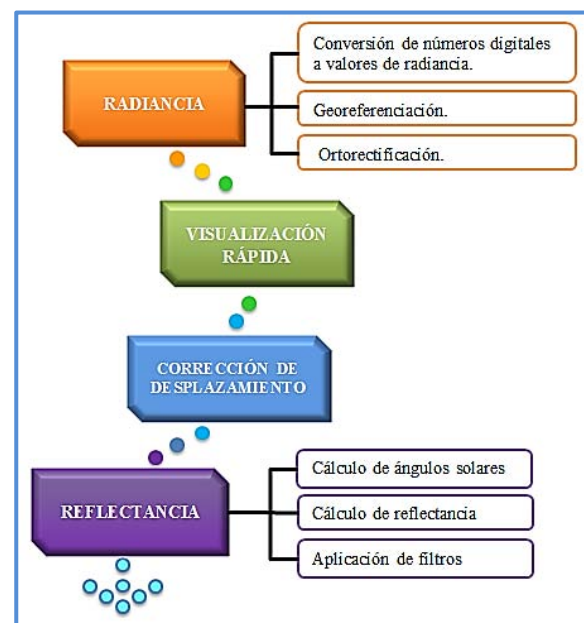 RADIANCIA
Conversión de números digitales
a valores de radiancia.
Georeferenciación.
Ortorectificación.
VISUALIZACIÓN
RÁPIDA
CORRECCIÓN DE
DESPLAZAMIENTO
REFLECTANCIA
Cálculo de ángulos solares
Cálculo de reflectancia
Aplicación de filtros